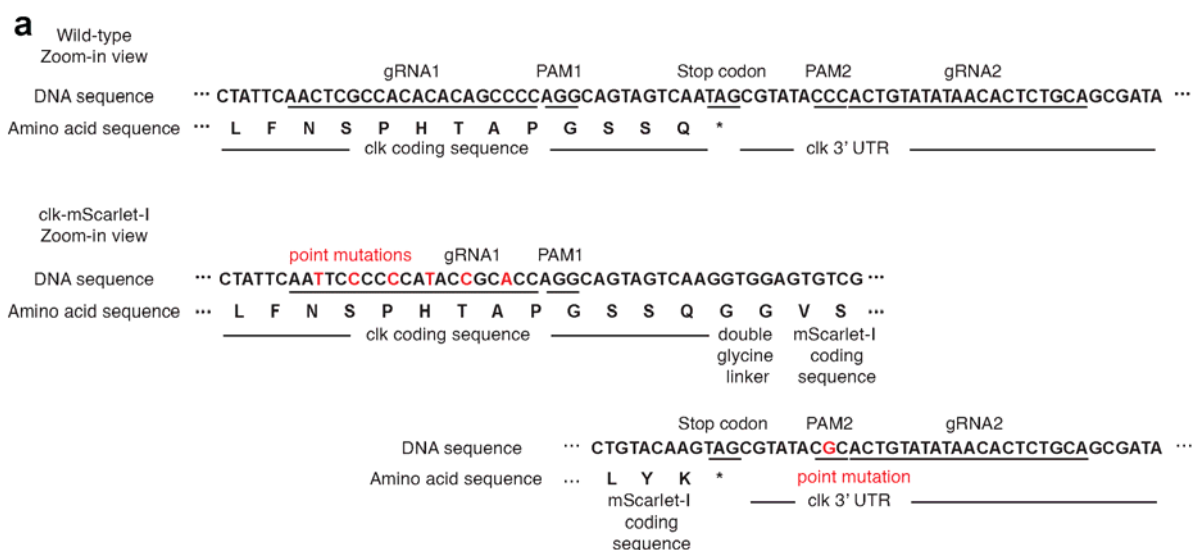 a
Wild-type
Zoom-in view
gRNA1 PAM1 Stop codon PAM2 gRNA2
DNA sequence ··· CTATTCAACTCGCCACACACAGCCCCAGGCAGTAGTCAATAGCGTATACCCACTGTATATAACACTCTGCAGCGATA ···
Amino acid sequence ··· L F N S P H T A P G S S Q *
clk coding sequence clk 3' UTR
clk-mScarlet-I
Zoom-in view
point mutations gRNA1 PAM1
DNA sequence ··· CTATTCAATTCCCCCCATACCGCACCAGGCAGTAGTCAAGGTGGAGTGTCG ···
Amino acid sequence ··· L F N S P H T A P G S S Q G G V S ···
clk coding sequence double mScarlet-I
glycine coding
linker sequence
Stop codon PAM2 gRNA2
DNA sequence ··· CTGTACAAGTAGCGTATACGCACTGTATATAACACTCTGCAGCGATA ···
Amino acid sequence ... L Y K * point mutation
mScarlet-I clk 3' UTR
coding
sequence